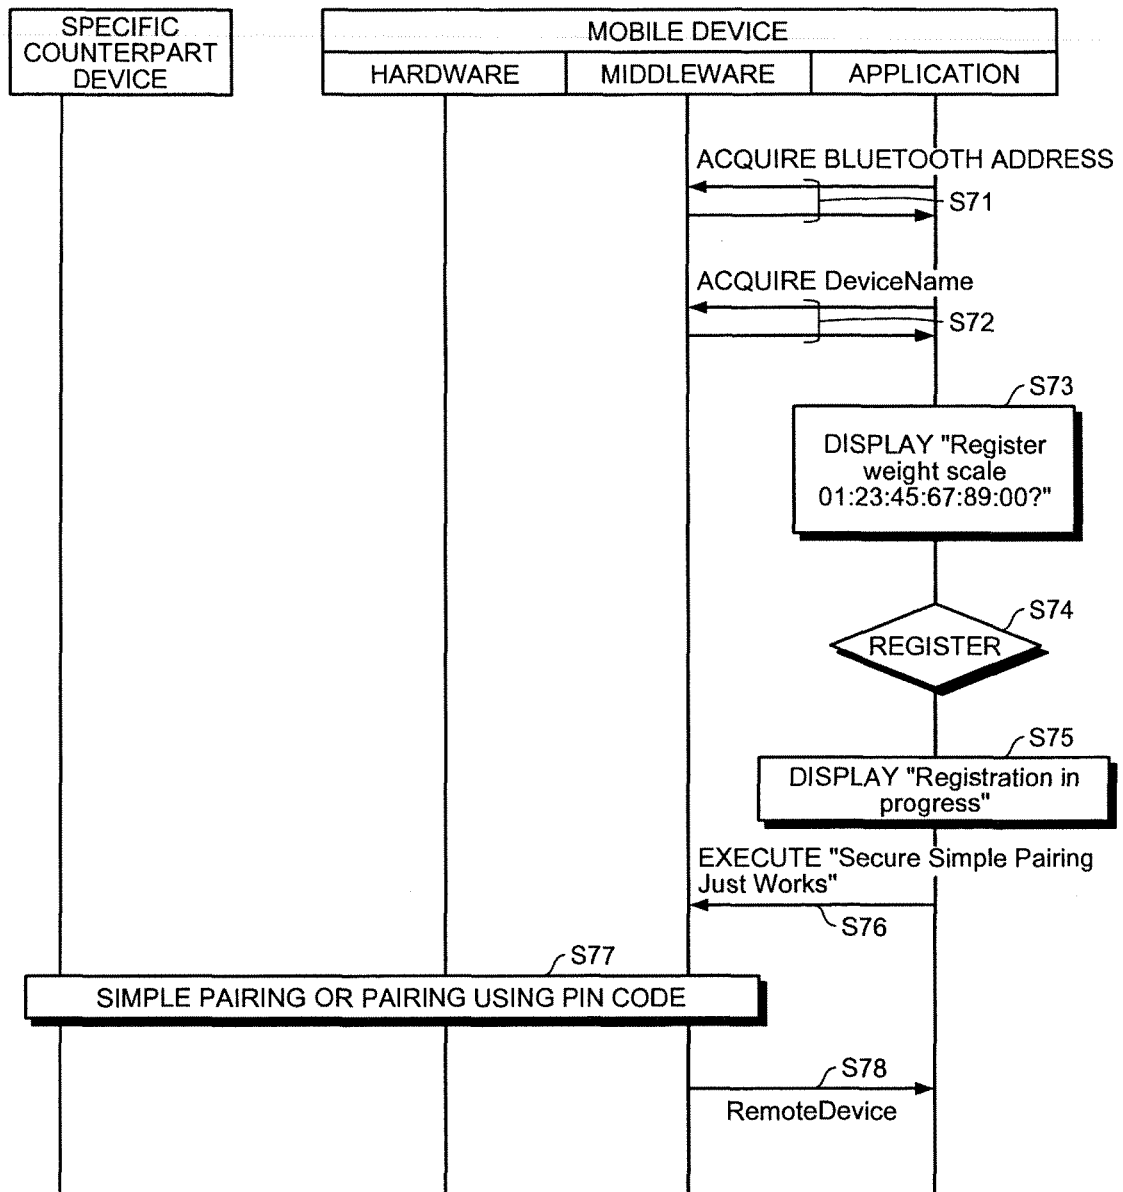 SPECIFIC
COUNTERPART
DEVICE
MOBILE DEVICE
HARDWARE
MIDDLEWARE
APPLICATION
ACQUIRE BLUETOOTH ADDRESS
S71
ACQUIRE DeviceName
S72
S73
DISPLAY "Register
weight scale
01:23:45:67:89:00?"
S74
REGISTER
S75
DISPLAY "Registration in
progress"
EXECUTE "Secure Simple Pairing
Just Works"
S76
S77
SIMPLE PAIRING OR PAIRING USING PIN CODE
S78
RemoteDevice